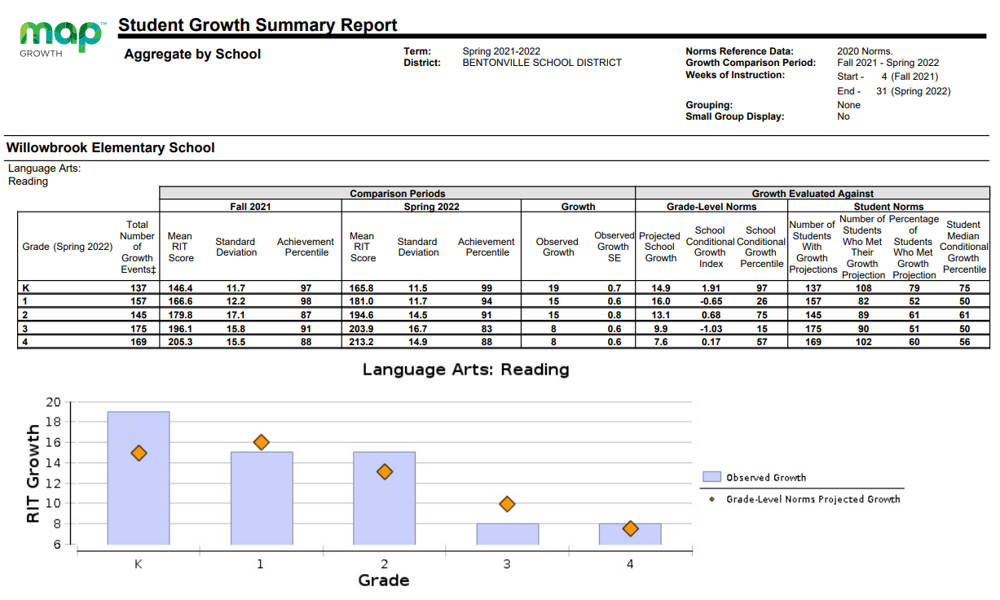 map™
GROWTH
Student Growth Summary Report
Aggregate by School
Term: Spring 2021-2022
District: BENTONVILLE SCHOOL DISTRICT
Norms Reference Data: 2020 Norms.
Growth Comparison Period: Fall 2021 - Spring 2022
Weeks of Instruction: Start - 4 (Fall 2021)
End - 31 (Spring 2022)
Grouping: None
Small Group Display: No
Willowbrook Elementary School
Language Arts:
Reading
Comparison Periods Growth Evaluated Against
Fall 2021 Spring 2022 Growth Grade-Level Norms Student Norms
Grade (Spring 2022)
Total
Number
of
Growth
Events‡
Mean
RIT
Score
Standard
Deviation
Achievement
Percentile
Mean
RIT
Score
Standard
Deviation
Achievement
Percentile
Observed
Growth
Observed
Growth
SE
Projected
School
Growth
School
Conditional
Growth
Index
School
Conditional
Growth
Percentile
Number of
Students
With
Growth
Projections
Number of
Students
Who Met
Their
Growth
Projection
Percentage
of
Students
Who Met
Growth
Projection
Student
Median
Conditional
Growth
Percentile
K 137 146.4 11.7 97 165.8 11.5 99 19 0.7 14.9 1.91 97 137 108 79 75
1 157 166.6 12.2 98 181.0 11.7 94 15 0.6 16.0 -0.65 26 157 82 52 50
2 145 179.8 17.1 87 194.6 14.5 91 15 0.8 13.1 0.68 75 145 89 61 61
3 175 196.1 15.8 91 203.9 16.7 83 8 0.6 9.9 -1.03 15 175 90 51 50
4 169 205.3 15.5 88 213.2 14.9 88 8 0.6 7.6 0.17 57 169 102 60 56
Language Arts: Reading
RIT Growth
20
18
16
14
12
10
8
6
K 1 2 3 4
Grade
Observed Growth
Grade-Level Norms Projected Growth